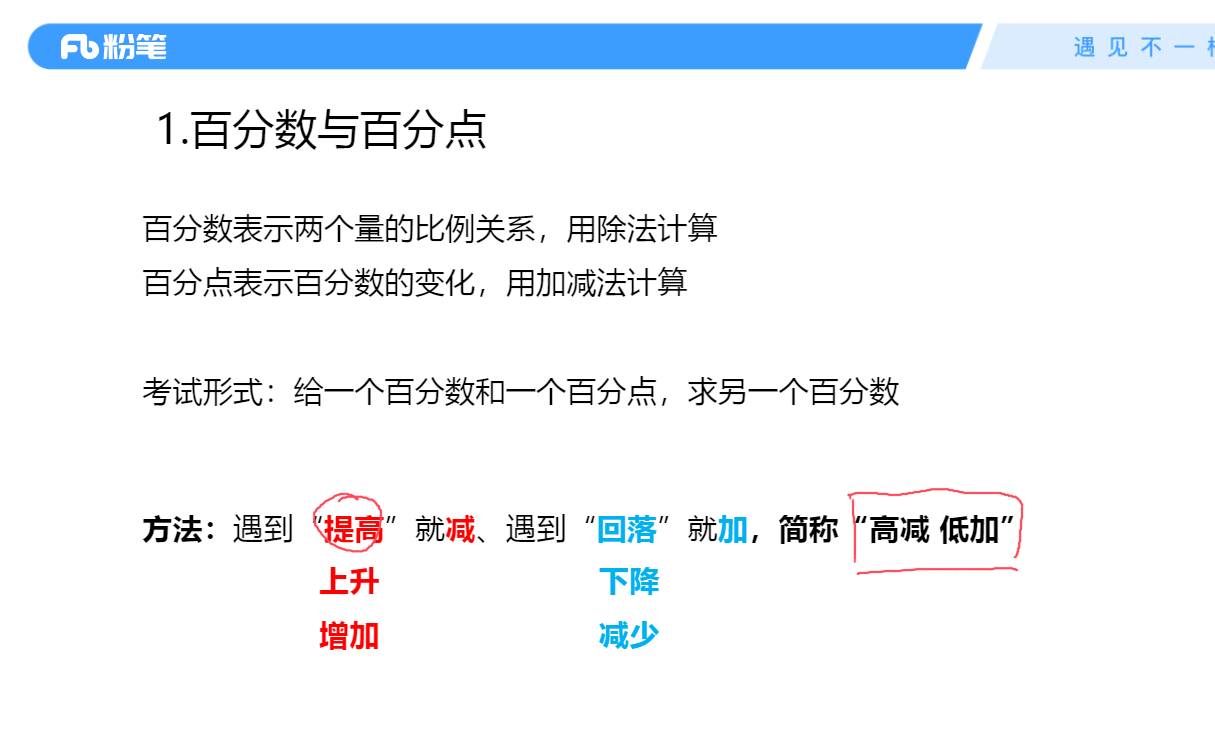 粉笔
遇见不一
1.百分数与百分点
百分数表示两个量的比例关系，用除法计算
百分点表示百分数的变化，用加减法计算
考试形式：给一个百分数和一个百分点，求另一个百分数
方法：遇到“提高”就减、遇到“回落”就加，简称“高减 低加”
上升 下降
增加 减少